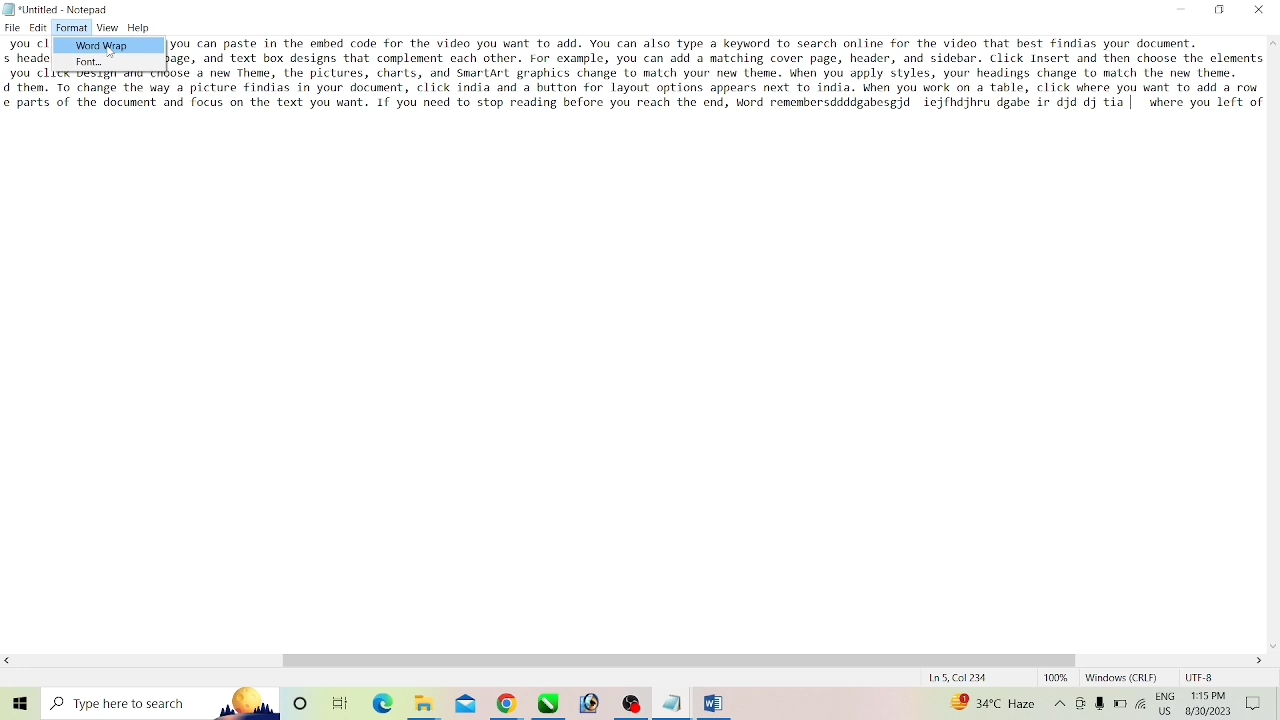 *Untitled - Notepad
File Edit Format View Help
Word Wrap
Font...
you cl you can paste in the embed code for the video you want to add. You can also type a keyword to search online for the video that best findias your document.
s heade page, and text box designs that complement each other. For example, you can add a matching cover page, header, and sidebar. Click Insert and then choose the elements
you click Design and choose a new Theme, the pictures, charts, and SmartArt graphics change to match your new theme. When you apply styles, your headings change to match the new theme.
d them. To change the way a picture findias in your document, click india and a button for layout options appears next to india. When you work on a table, click where you want to add a row
e parts of the document and focus on the text you want. If you need to stop reading before you reach the end, Word remembersddddgabesgjd iejfhdjhru dgabe ir djd dj tia where you left of
Ln 5, Col 234 100% Windows (CRLF) UTF-8
Type here to search 1 34°C Haze ENG US 1:15 PM 8/30/2023